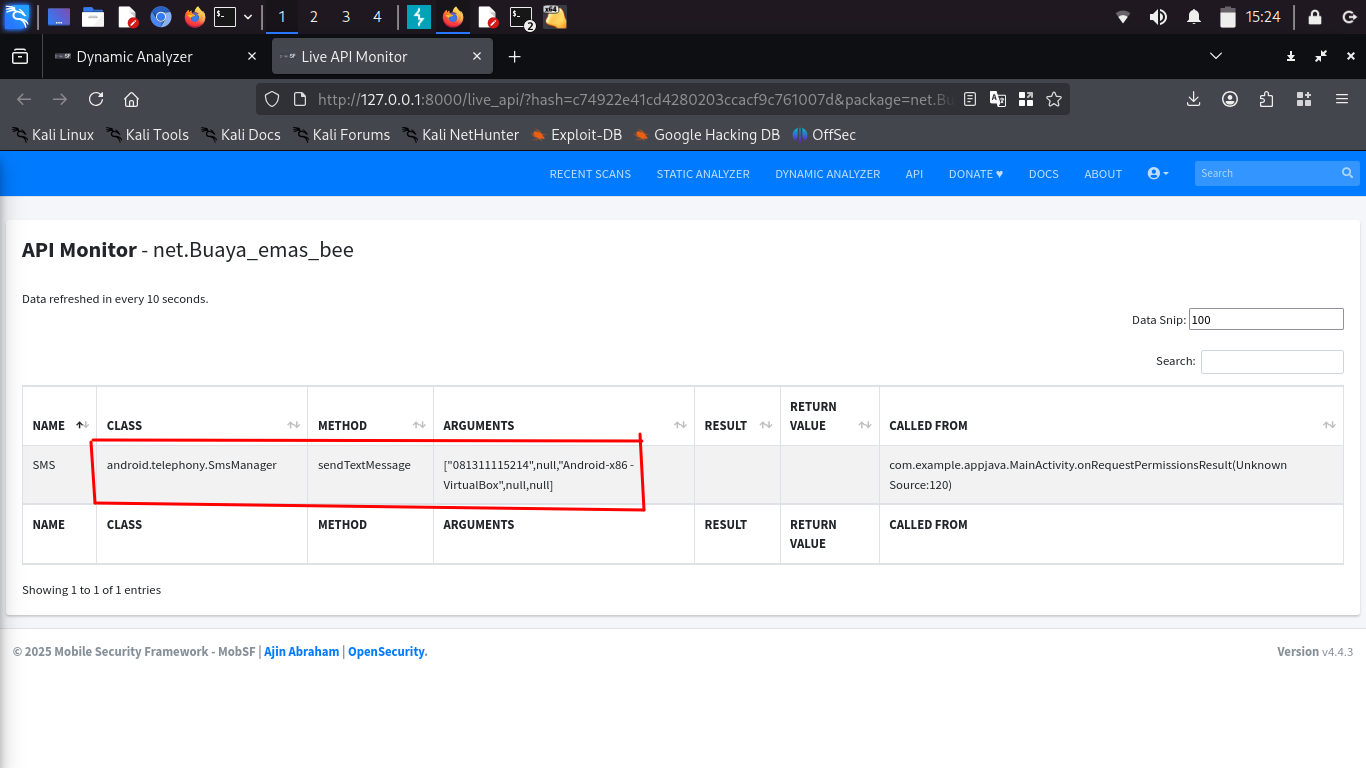 1 2 3 4 x64 $_ 2 15:24
Dynamic Analyzer Live API Monitor
http://127.0.0.1:8000/live_api/?hash=c74922e41cd4280203ccacf9c761007d&package=net.Bu
Kali Linux Kali Tools Kali Docs Kali Forums Kali NetHunter Exploit-DB Google Hacking DB OffSec
RECENT SCANS STATIC ANALYZER DYNAMIC ANALYZER API DONATE ♥ DOCS ABOUT Search
API Monitor - net.Buaya_emas_bee
Data refreshed in every 10 seconds.
Data Snip: 100
Search:
NAME CLASS METHOD ARGUMENTS RESULT RETURN VALUE CALLED FROM
SMS android.telephony.SmsManager sendTextMessage ["081311115214",null,"Android-x86 -
VirtualBox",null,null] com.example.appjava.MainActivity.onRequestPermissionsResult(Unknown
Source:120)
NAME CLASS METHOD ARGUMENTS RESULT RETURN VALUE CALLED FROM
Showing 1 to 1 of 1 entries
© 2025 Mobile Security Framework - MobSF | Ajin Abraham | OpenSecurity.
Version v4.4.3